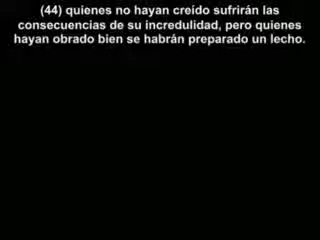 (44) quienes no hayan creído sufrirán las
consecuencias de su incredulidad, pero quienes
hayan obrado bien se habrán preparado un lecho.